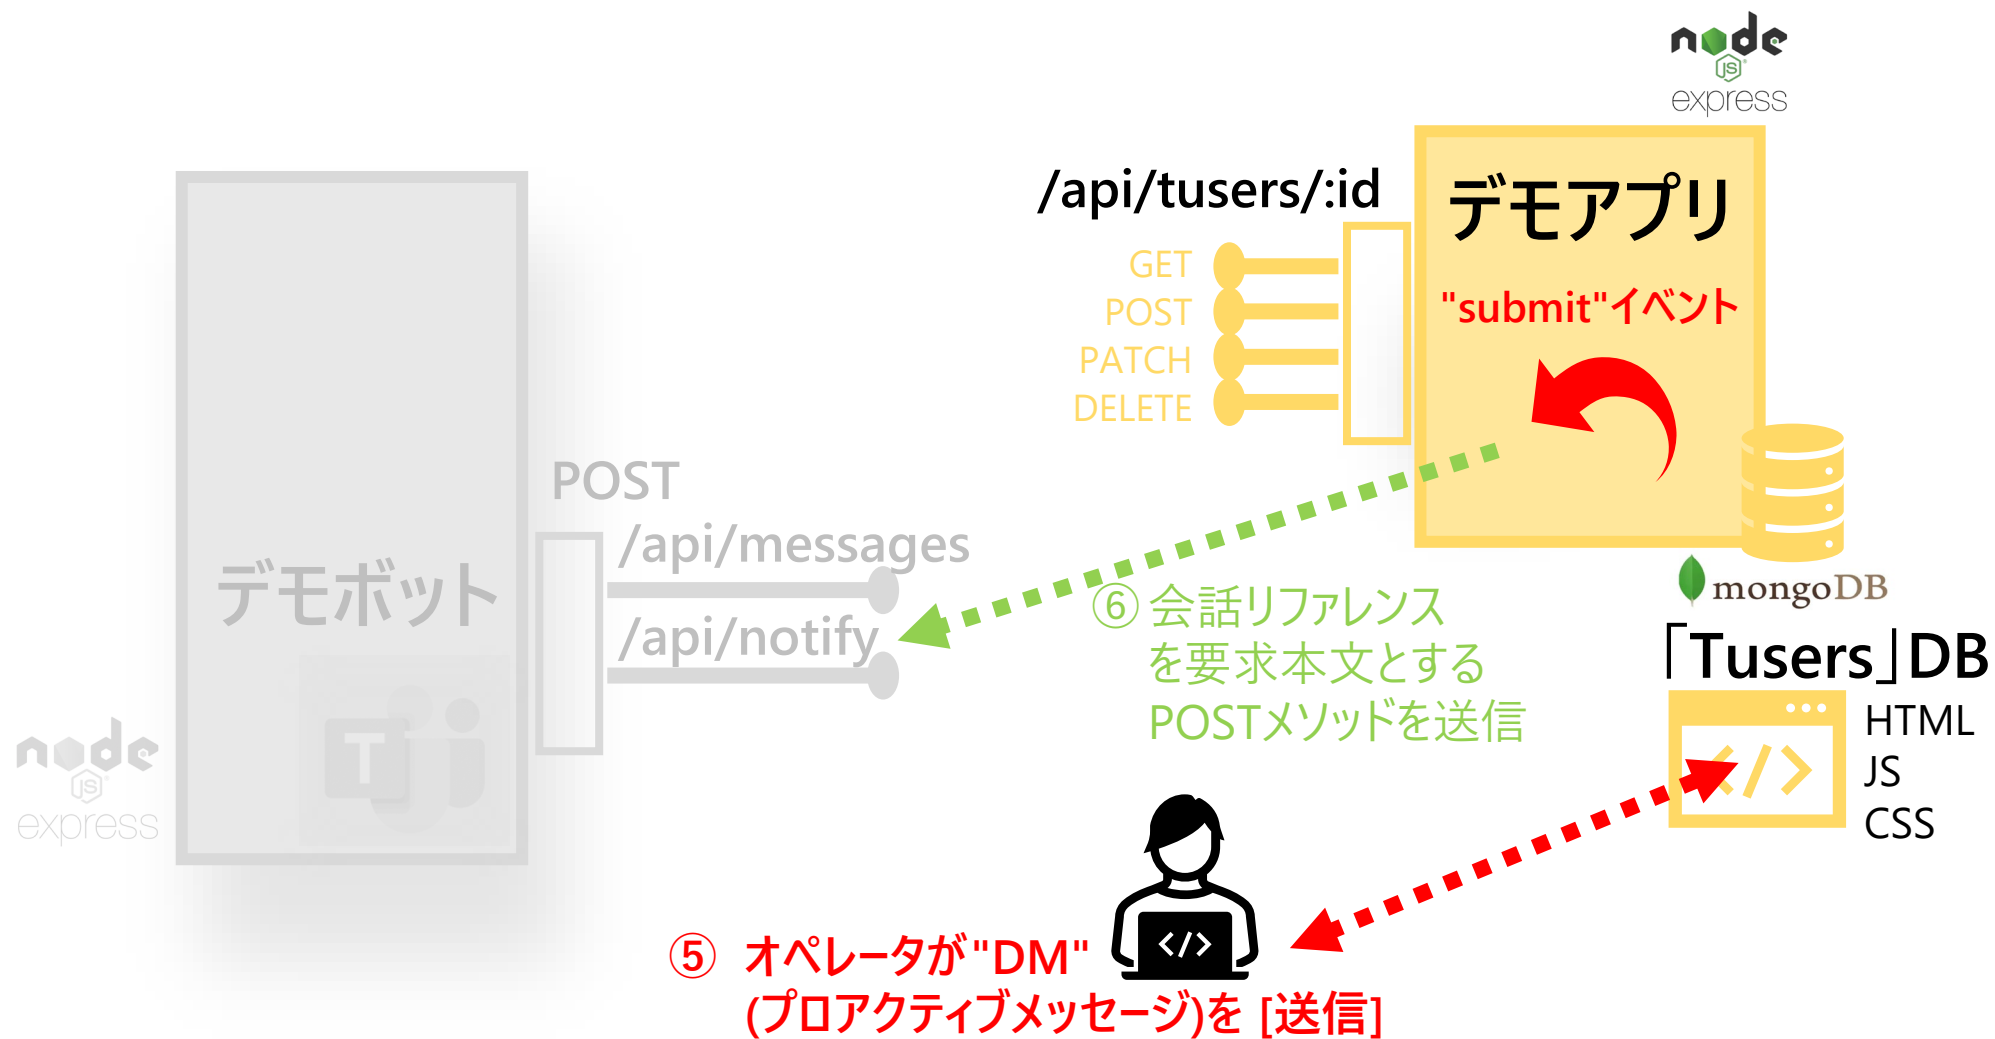 node
JS
express
/api/tusers/:id
デモアプリ
GET
POST
PATCH
DELETE
"submit"イベント
POST
/api/messages
/api/notify
デモボット
T
node
JS
express
⑥ 会話リファレンス
を要求本文とする
POSTメソッドを送信
mongoDB
「Tusers」DB
</>
HTML
JS
CSS
</>
⑤ オペレータが"DM"
(プロアクティブメッセージ)を [送信]